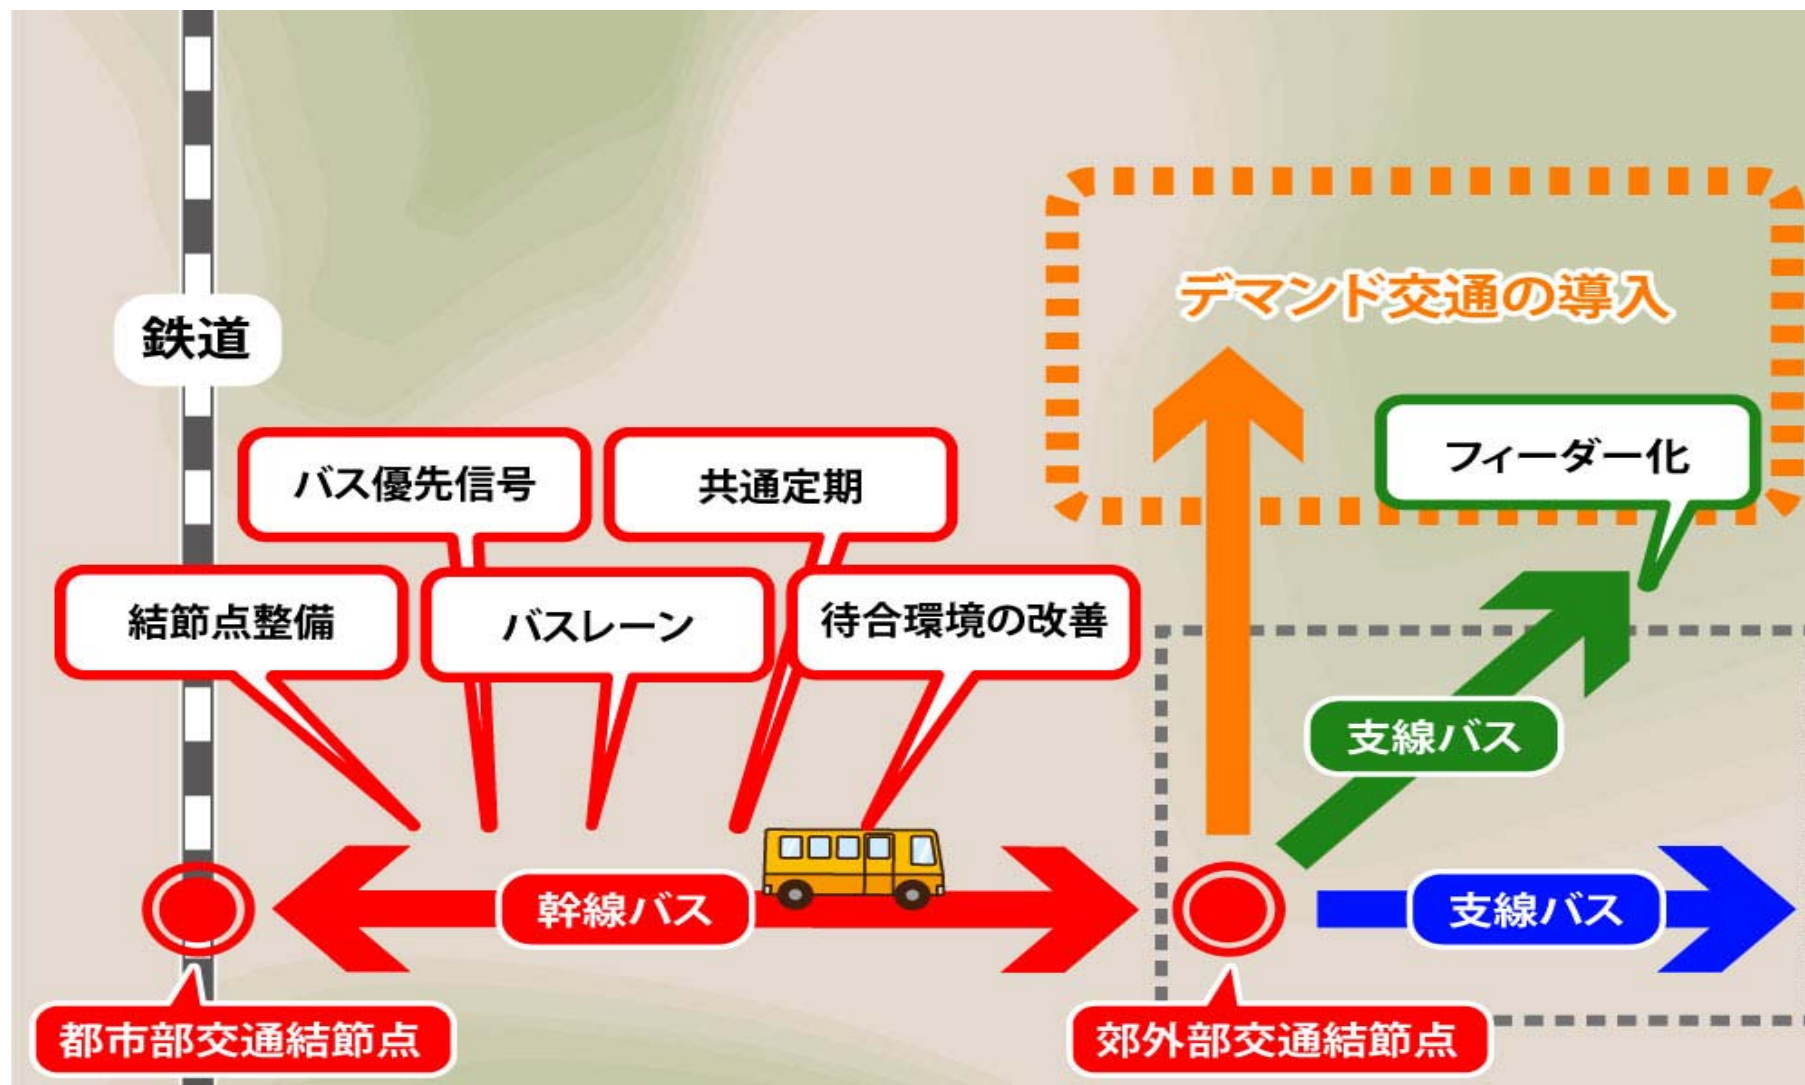 デマンド交通の導入
鉄道
フィーダー化
バス優先信号
共通定期
結節点整備
バスレーン
待合環境の改善
支線バス
幹線バス
支線バス
都市部交通結節点
郊外部交通結節点